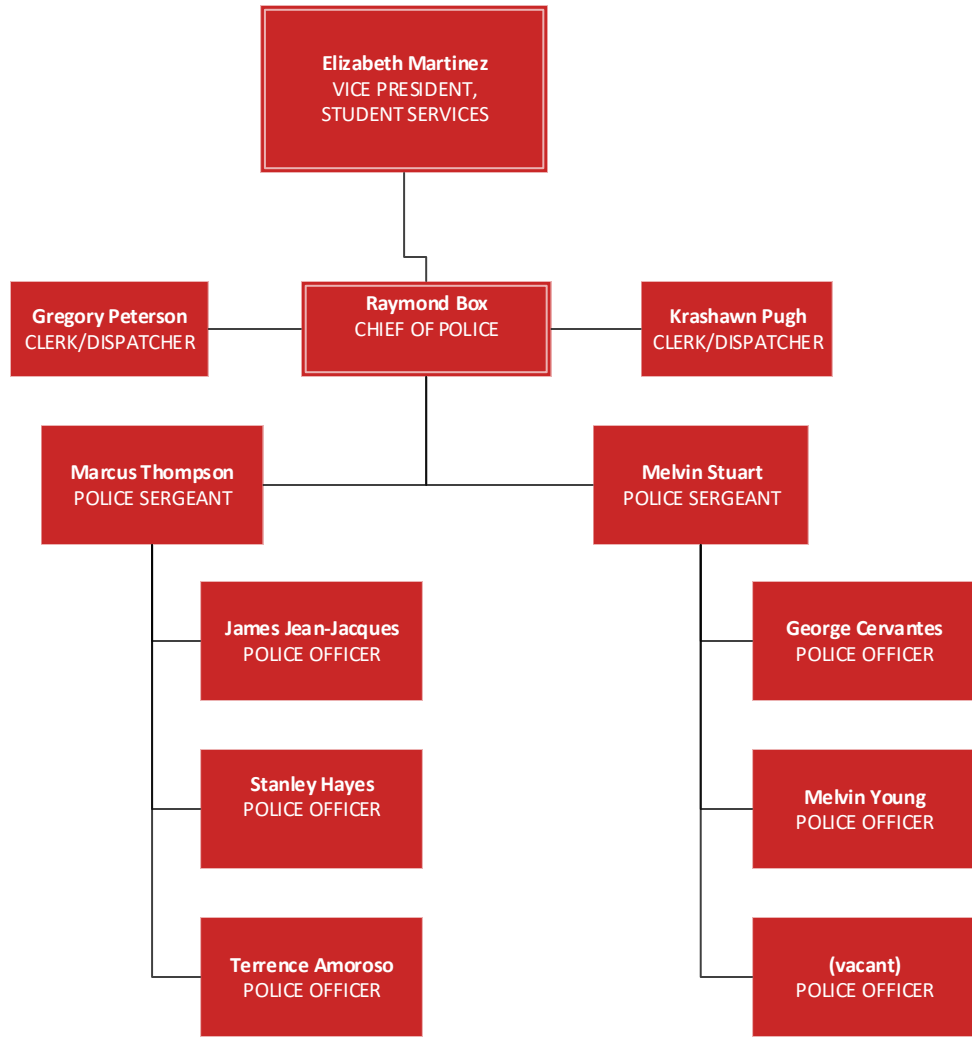 Elizabeth Martinez
VICE PRESIDENT,
STUDENT SERVICES
Gregory Peterson
CLERK/DISPATCHER
Raymond Box
CHIEF OF POLICE
Krashawn Pugh
CLERK/DISPATCHER
Marcus Thompson
POLICE SERGEANT
Melvin Stuart
POLICE SERGEANT
James Jean-Jacques
POLICE OFFICER
George Cervantes
POLICE OFFICER
Stanley Hayes
POLICE OFFICER
Melvin Young
POLICE OFFICER
Terrence Amoroso
POLICE OFFICER
(vacant)
POLICE OFFICER